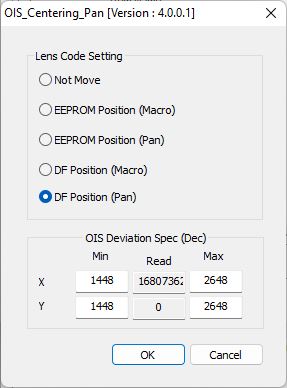 OIS_Centering_Pan [Version : 4.0.0.1]
Lens Code Setting
Not Move
EEPROM Position (Macro)
EEPROM Position (Pan)
DF Position (Macro)
DF Position (Pan)
OIS Deviation Spec (Dec)
Min Read Max
X 1448 16807362 2648
Y 1448 0 2648
OK Cancel